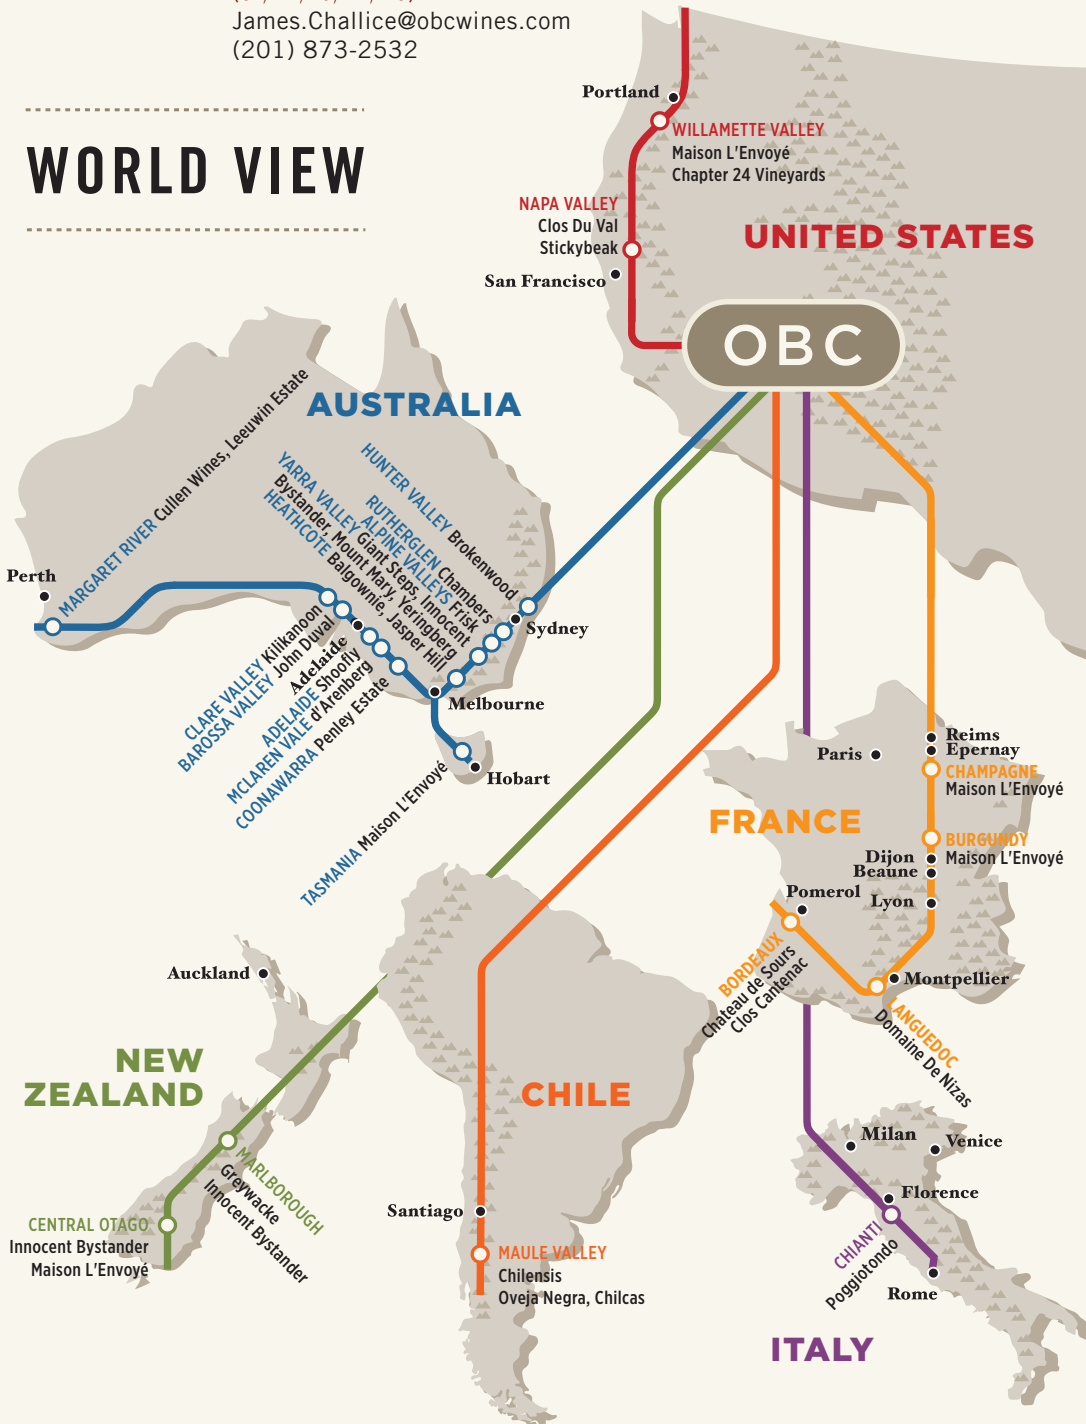 James.Challice@obcwines.com
(201) 873-2532
WORLD VIEW
Portland
WILLAMETTE VALLEY
Maison L'Envoyé
Chapter 24 Vineyards
NAPA VALLEY
Clos Du Val
Stickybeak
San Francisco
UNITED STATES
OBC
AUSTRALIA
Perth
MARGARET RIVER Cullen Wines, Leeuwin Estate
HUNTER VALLEY Brokenwood
RUTHERGLEN Chambers
ALPINE VALLEYS Frisk
YARRA VALLEY Giant Steps, Innocent
Bystander, Mount Mary, Yeringberg
HEATHCOTE Balgownie, Jasper Hill
Sydney
CLARE VALLEY Kilikanoon
BAROSSA VALLEY John Duval
Adelaide
ADELAIDE Shoofly
MCLAREN VALE d'Arenberg
COONAWARRA Penley Estate
Melbourne
Hobart
TASMANIA Maison L'Envoyé
Reims
Epernay
Paris
CHAMPAGNE
Maison L'Envoyé
FRANCE
BURGUNDY
Maison L'Envoyé
Dijon
Beaune
Pomerol
Lyon
BORDEAUX
Chateau de Sours
Clos Cantenac
Montpellier
LANGUEDOC
Domaine De Nizas
Auckland
NEW
ZEALAND
MARLBOROUGH
Greywacke
Innocent Bystander
CENTRAL OTAGO
Innocent Bystander
Maison L'Envoyé
CHILE
Santiago
MAULE VALLEY
Chilensis
Oveja Negra, Chilcas
Milan
Venice
Florence
CHIANTI
Poggiotondo
Rome
ITALY